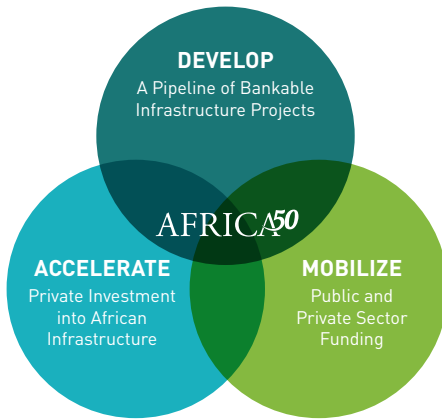 DEVELOP
A Pipeline of Bankable
Infrastructure Projects
AFRICA50
ACCELERATE
Private Investment
into African
Infrastructure
MOBILIZE
Public and
Private Sector
Funding